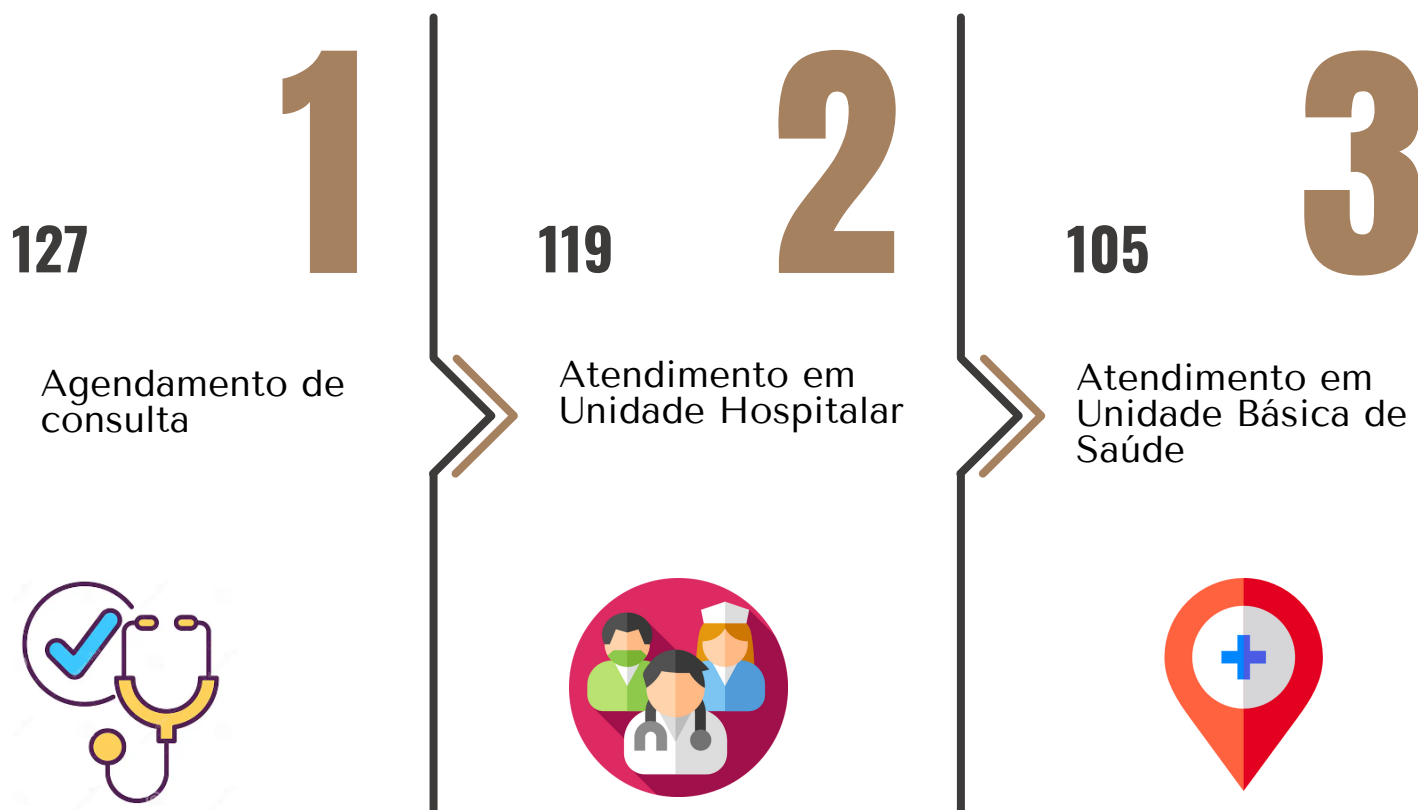 1
127
Agendamento de
consulta
2
119
Atendimento em
Unidade Hospitalar
3
105
Atendimento em
Unidade Básica de
Saúde